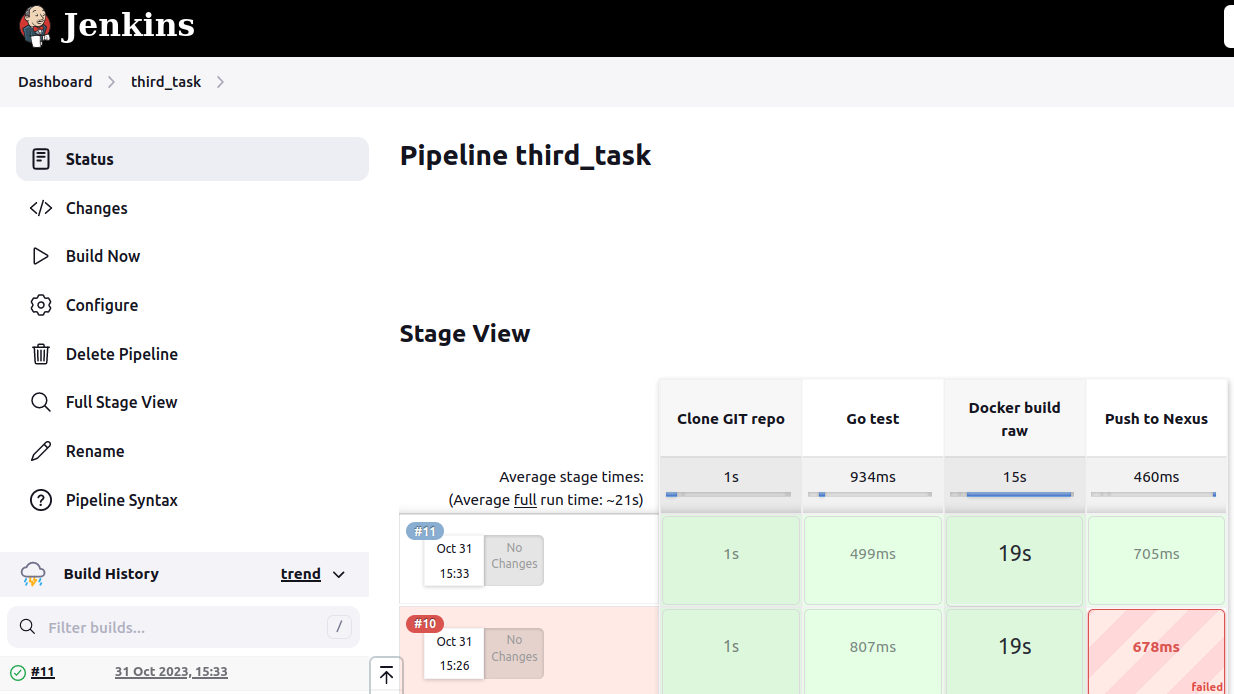 Jenkins
Dashboard
third_task
Status
Changes
Build Now
Configure
Delete Pipeline
Full Stage View
Rename
Pipeline Syntax
Build History
trend
Filter builds...
/
#11
31 Oct 2023, 15:33
Pipeline third_task
Stage View
Clone GIT repo
Go test
Docker build
raw
Push to Nexus
Average stage times:
(Average full run time: ~21s)
1s
934ms
15s
460ms
#11
Oct 31
15:33
No
Changes
1s
499ms
19s
705ms
#10
Oct 31
15:26
No
Changes
1s
807ms
19s
678ms
failed